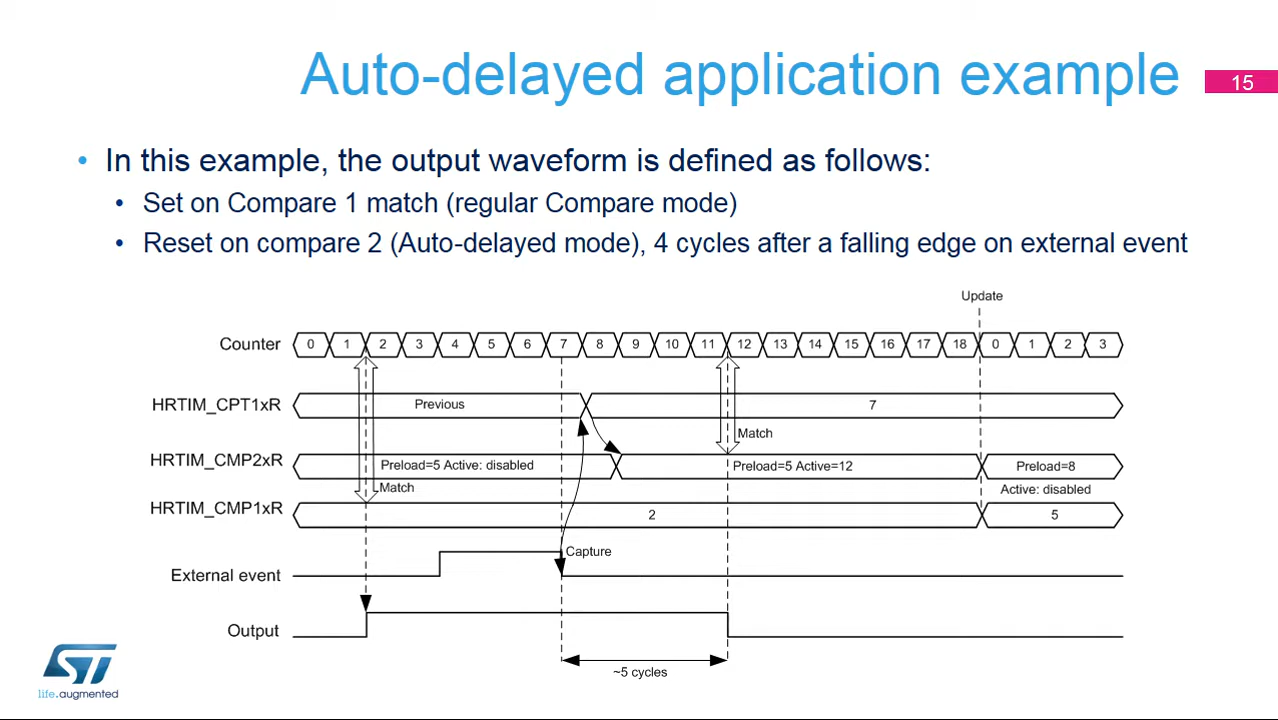 Auto-delayed application example
15
• In this example, the output waveform is defined as follows:
• Set on Compare 1 match (regular Compare mode)
• Reset on compare 2 (Auto-delayed mode), 4 cycles after a falling edge on external event
Update
Counter 0 1 2 3 4 5 6 7 8 9 10 11 12 13 14 15 16 17 18 0 1 2 3
HRTIM_CPT1xR Previous 7
Match
HRTIM_CMP2xR Preload=5 Active: disabled Preload=5 Active=12 Preload=8
Match Active: disabled
HRTIM_CMP1xR 2 5
Capture
External event
Output
~5 cycles
ST
life.augmented